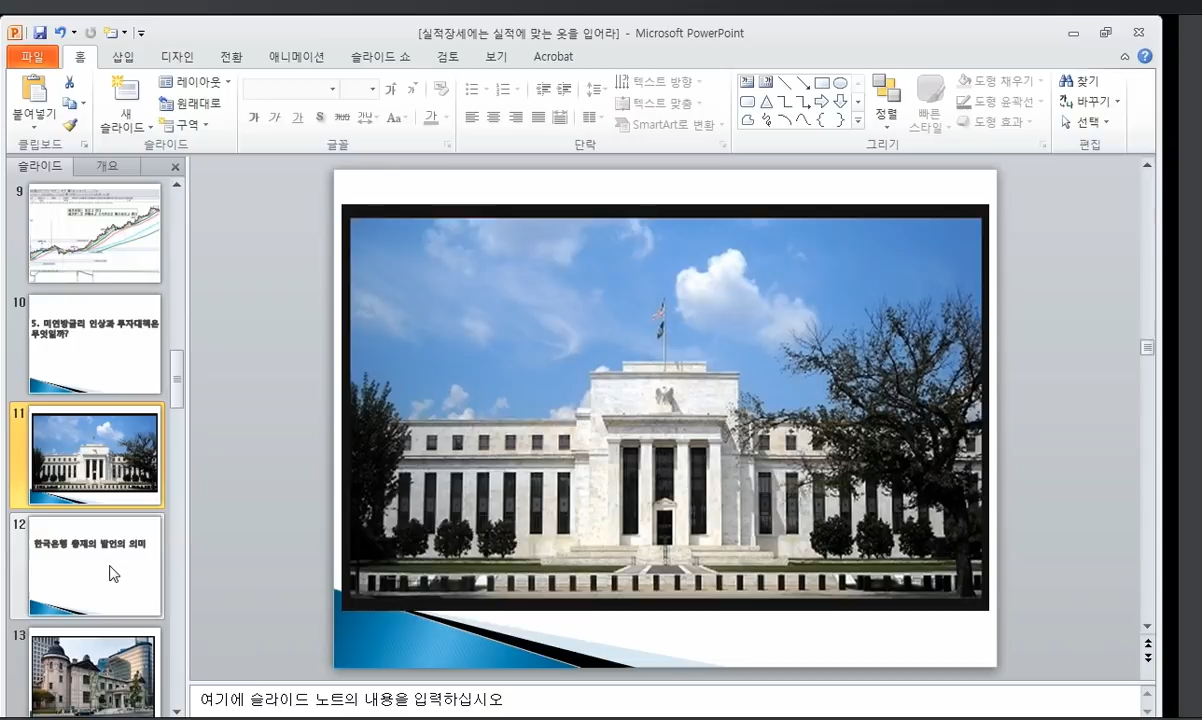 [실적장세에는 실적에 맞는 옷을 입어라] - Microsoft PowerPoint
파일 홈 삽입 디자인 전환 애니메이션 슬라이드 쇼 검토 보기 Acrobat
붙여넣기
클립보드
새
슬라이드
레이아웃
원래대로
구역
슬라이드
가 가 가 S 가나 Aa 가
글꼴
텍스트 방향
텍스트 맞춤
SmartArt로 변환
단락
정렬
빠른
스타일
도형 채우기
도형 윤곽선
도형 효과
그리기
찾기
바꾸기
선택
편집
슬라이드 개요
9
10
5. 미연방금리 인상과 투자대책은
무엇일까?
11
12
한국은행 총재의 발언의 의미
13
여기에 슬라이드 노트의 내용을 입력하십시오